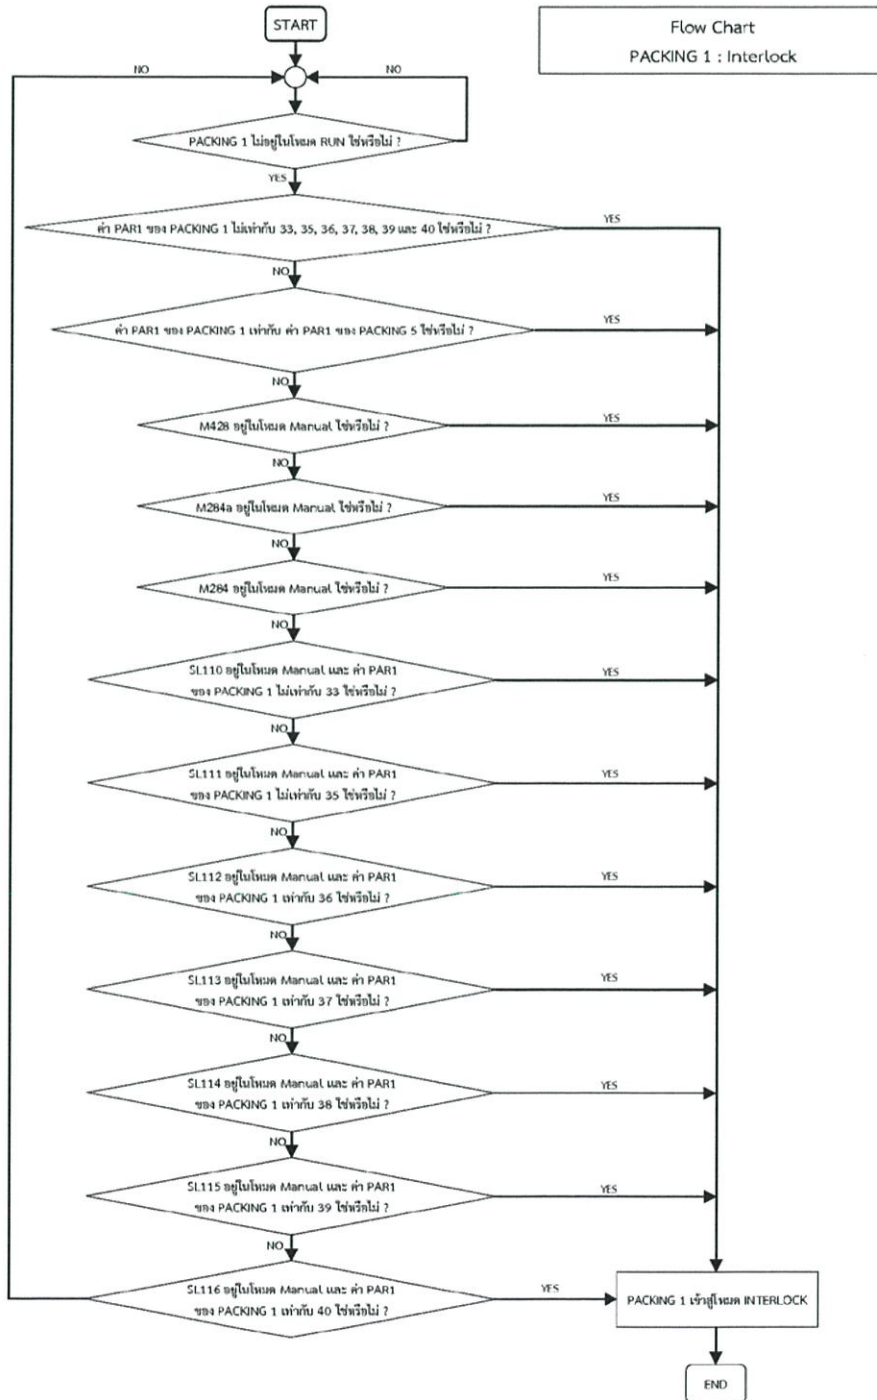 START
Flow Chart
PACKING 1 : Interlock
NO
NO
PACKING 1 ไม่อยู่ในโหมด RUN ใช่หรือไม่ ?
YES
ค่า PAR1 ของ PACKING 1 ไม่เท่ากับ 33, 35, 36, 37, 38, 39 และ 40 ใช่หรือไม่ ?
YES
NO
ค่า PAR1 ของ PACKING 1 เท่ากับ ค่า PAR1 ของ PACKING 5 ใช่หรือไม่ ?
YES
NO
M428 อยู่ในโหมด Manual ใช่หรือไม่ ?
YES
NO
M284a อยู่ในโหมด Manual ใช่หรือไม่ ?
YES
NO
M284 อยู่ในโหมด Manual ใช่หรือไม่ ?
YES
NO
SL110 อยู่ในโหมด Manual และ ค่า PAR1
ของ PACKING 1 ไม่เท่ากับ 33 ใช่หรือไม่ ?
YES
NO
SL111 อยู่ในโหมด Manual และ ค่า PAR1
ของ PACKING 1 ไม่เท่ากับ 35 ใช่หรือไม่ ?
YES
NO
SL112 อยู่ในโหมด Manual และ ค่า PAR1
ของ PACKING 1 เท่ากับ 36 ใช่หรือไม่ ?
YES
NO
SL113 อยู่ในโหมด Manual และ ค่า PAR1
ของ PACKING 1 เท่ากับ 37 ใช่หรือไม่ ?
YES
NO
SL114 อยู่ในโหมด Manual และ ค่า PAR1
ของ PACKING 1 เท่ากับ 38 ใช่หรือไม่ ?
YES
NO
SL115 อยู่ในโหมด Manual และ ค่า PAR1
ของ PACKING 1 เท่ากับ 39 ใช่หรือไม่ ?
YES
NO
SL116 อยู่ในโหมด Manual และ ค่า PAR1
ของ PACKING 1 เท่ากับ 40 ใช่หรือไม่ ?
YES
PACKING 1 เข้าสู่โหมด INTERLOCK
END